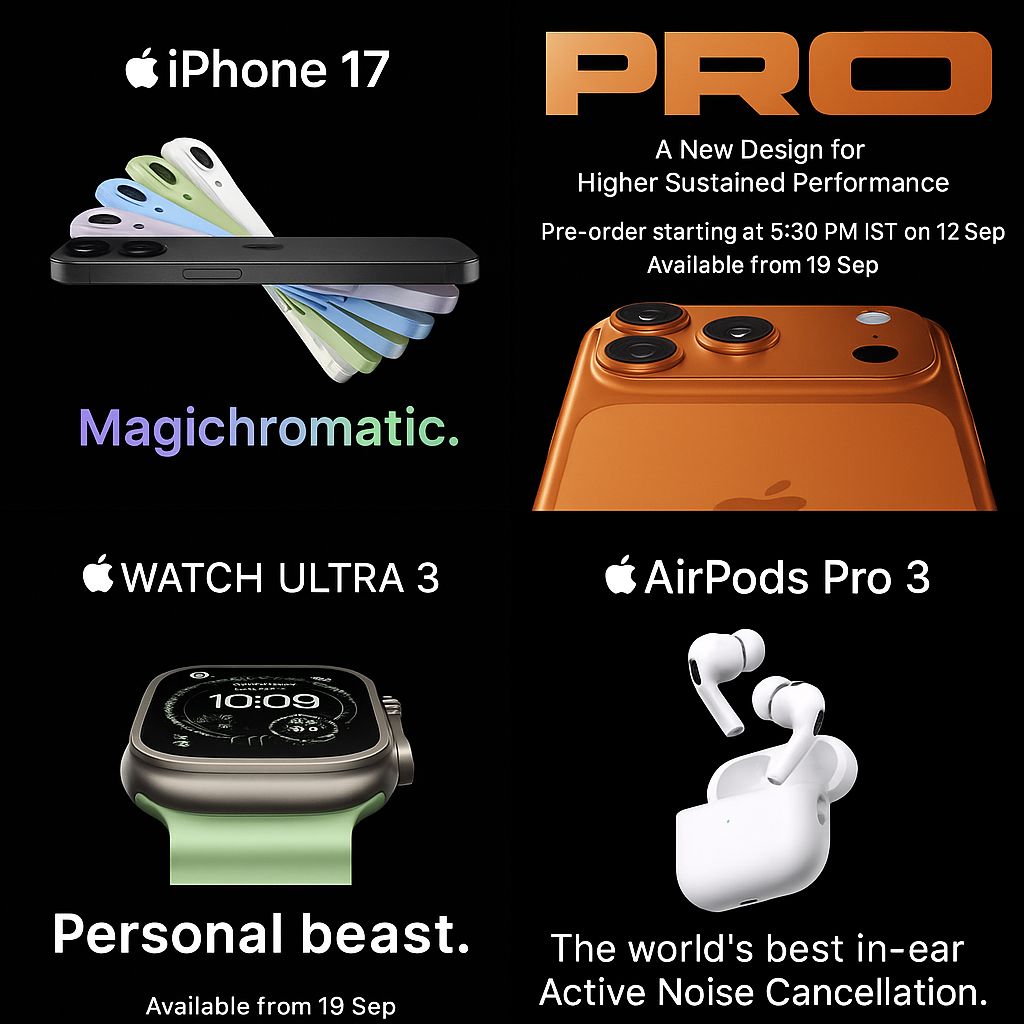 iPhone 17
Magichromatic.
PRO
A New Design for
Higher Sustained Performance
Pre-order starting at 5:30 PM IST on 12 Sep
Available from 19 Sep
WATCH ULTRA 3
10:09
Personal beast.
Available from 19 Sep
AirPods Pro 3
The world's best in-ear
Active Noise Cancellation.